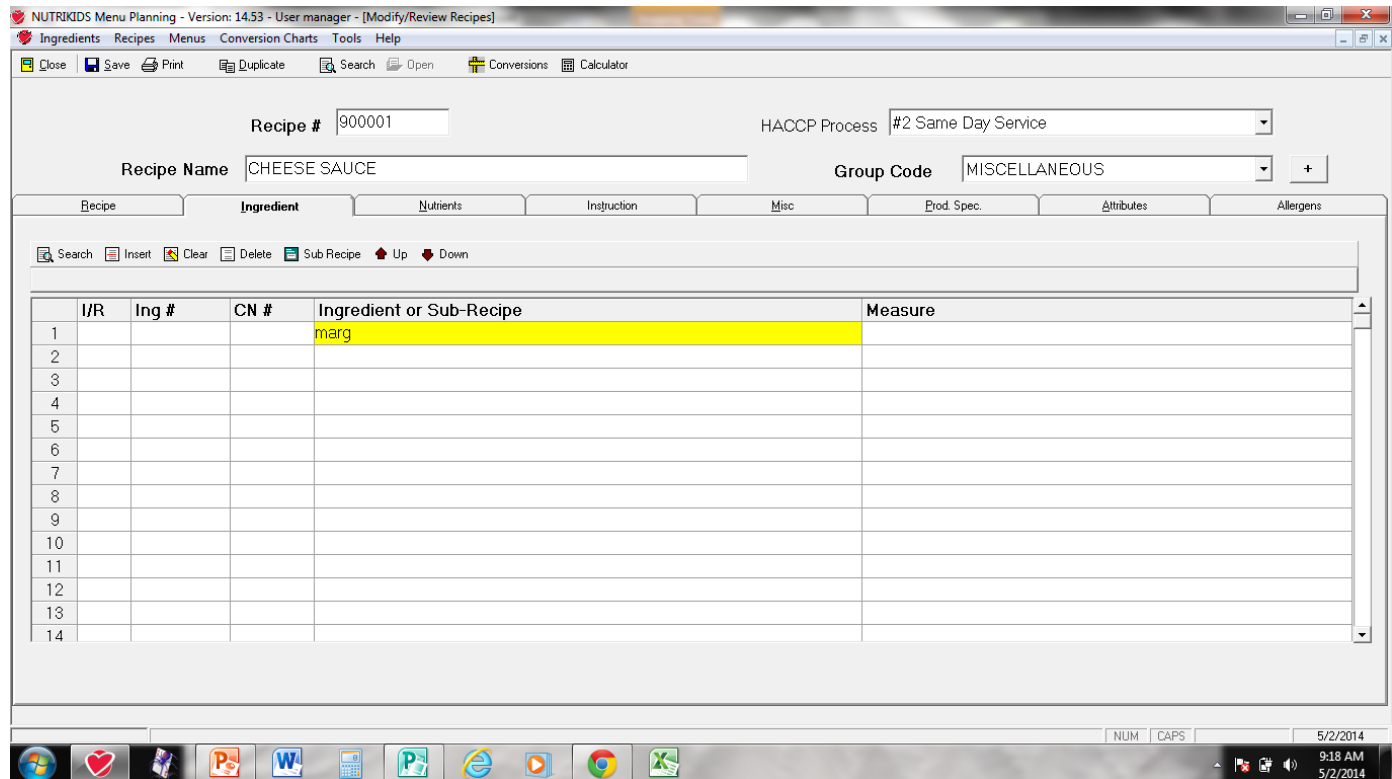 NUTRIKIDS Menu Planning - Version: 14.53 - User manager - [Modify/Review Recipes]
Ingredients Recipes Menus Conversion Charts Tools Help
Close Save Print Duplicate Search Open Conversions Calculator
Recipe # 900001 HACCP Process #2 Same Day Service
Recipe Name CHEESE SAUCE Group Code MISCELLANEOUS +
Recipe Ingredient Nutrients Instruction Misc Prod. Spec. Attributes Allergens
Search Insert Clear Delete Sub Recipe Up Down
I/R Ing # CN # Ingredient or Sub-Recipe Measure
1 marg
2
3
4
5
6
7
8
9
10
11
12
13
14
NUM CAPS 5/2/2014
9:18 AM
5/2/2014